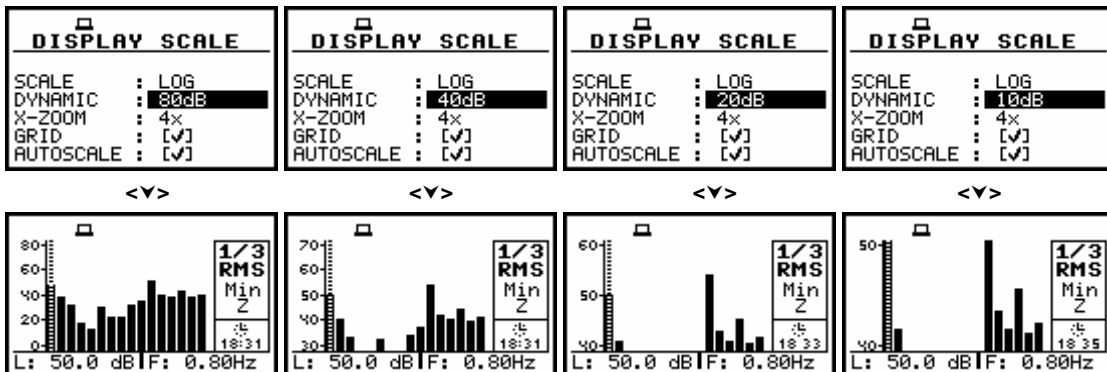 DISPLAY SCALE
SCALE : LOG
DYNAMIC : 80dB
X-ZOOM : 4x
GRID : [✓]
AUTOSCALE : [✓]
DISPLAY SCALE
SCALE : LOG
DYNAMIC : 40dB
X-ZOOM : 4x
GRID : [✓]
AUTOSCALE : [✓]
DISPLAY SCALE
SCALE : LOG
DYNAMIC : 20dB
X-ZOOM : 4x
GRID : [✓]
AUTOSCALE : [✓]
DISPLAY SCALE
SCALE : LOG
DYNAMIC : 10dB
X-ZOOM : 4x
GRID : [✓]
AUTOSCALE : [✓]
<⮟>
<⮟>
<⮟>
<⮟>
80
60
40
20
0
1/3
RMS
Min
Z
18:31
L: 50.0 dB F: 0.80Hz
70
60
50
40
30
1/3
RMS
Min
Z
18:31
L: 50.0 dB F: 0.80Hz
60
50
40
1/3
RMS
Min
Z
18:33
L: 50.0 dB F: 0.80Hz
50
40
1/3
RMS
Min
Z
18:35
L: 50.0 dB F: 0.80Hz